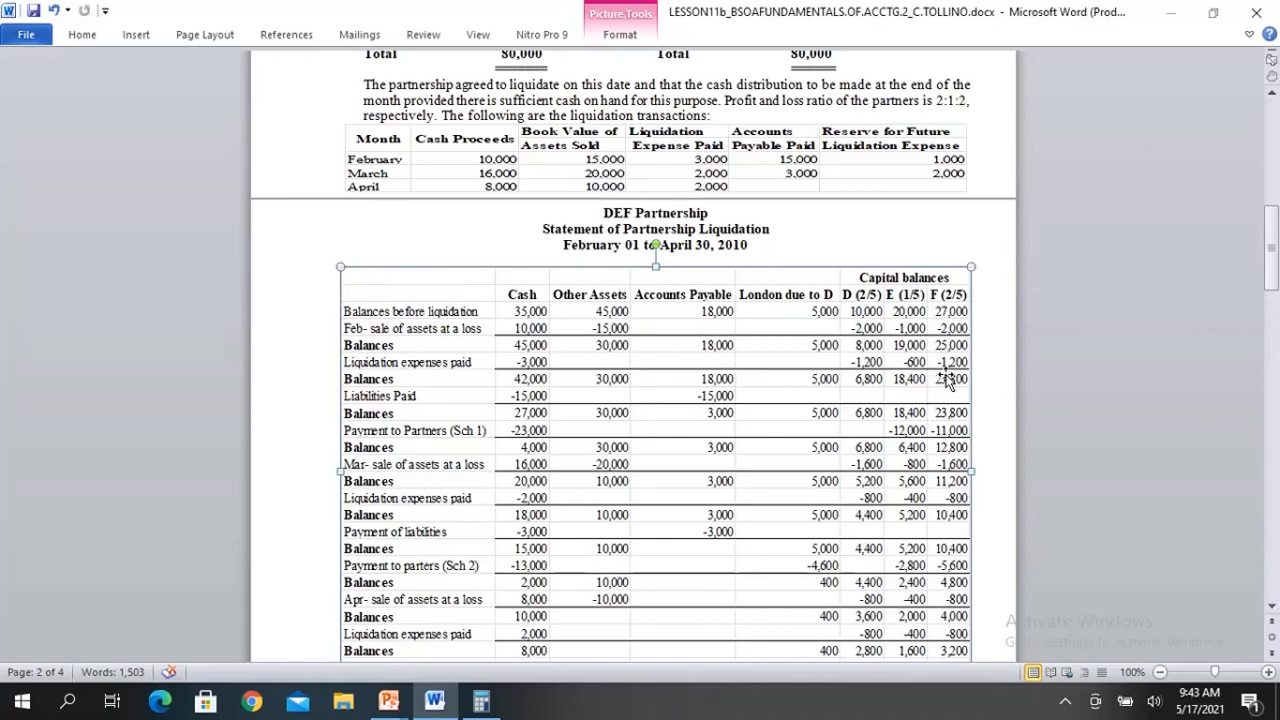 Picture Tools
LESSON11b_BSOAFUNDAMENTALS.OF.ACCTG.2_C.TOLLINO.docx - Microsoft Word (Prod...
File Home Insert Page Layout References Mailings Review View Nitro Pro 9 Format
Total 80,000 Total 80,000
The partnership agreed to liquidate on this date and that the cash distribution to be made at the end of the
month provided there is sufficient cash on hand for this purpose. Profit and loss ratio of the partners is 2:1:2,
respectively. The following are the liquidation transactions:
Month Cash Proceeds Book Value of Assets Sold Liquidation Expense Paid Accounts Payable Paid Reserve for Future Liquidation Expense
February 10,000 15,000 3,000 15,000 1,000
March 16,000 20,000 2,000 3,000 2,000
April 8,000 10,000 2,000
DEF Partnership
Statement of Partnership Liquidation
February 01 to April 30, 2010
Capital balances
Cash Other Assets Accounts Payable London due to D D (2/5) E (1/5) F (2/5)
Balances before liquidation 35,000 45,000 18,000 5,000 10,000 20,000 27,000
Feb- sale of assets at a loss 10,000 -15,000 -2,000 -1,000 -2,000
Balances 45,000 30,000 18,000 5,000 8,000 19,000 25,000
Liquidation expenses paid -3,000 -1,200 -600 -1,200
Balances 42,000 30,000 18,000 5,000 6,800 18,400
Liabilities Paid -15,000 -15,000
Balances 27,000 30,000 3,000 5,000 6,800 18,400 23,800
Payment to Partners (Sch 1) -23,000 -12,000 -11,000
Balances 4,000 30,000 3,000 5,000 6,800 6,400 12,800
Mar- sale of assets at a loss 16,000 -20,000 -1,600 -800 -1,600
Balances 20,000 10,000 3,000 5,000 5,200 5,600 11,200
Liquidation expenses paid -2,000 -800 -400 -800
Balances 18,000 10,000 3,000 5,000 4,400 5,200 10,400
Payment of liabilities -3,000 -3,000
Balances 15,000 10,000 5,000 4,400 5,200 10,400
Payment to parters (Sch 2) -13,000 -4,600 -2,800 -5,600
Balances 2,000 10,000 400 4,400 2,400 4,800
Apr- sale of assets at a loss 8,000 -10,000 -800 -400 -800
Balances 10,000 400 3,600 2,000 4,000
Liquidation expenses paid 2,000 -800 -400 -800
Balances 8,000 400 2,800 1,600 3,200
Activate Windows
Go to Settings to activate Windows.
Page: 2 of 4 Words: 1,503 100%
9:43 AM
5/17/2021